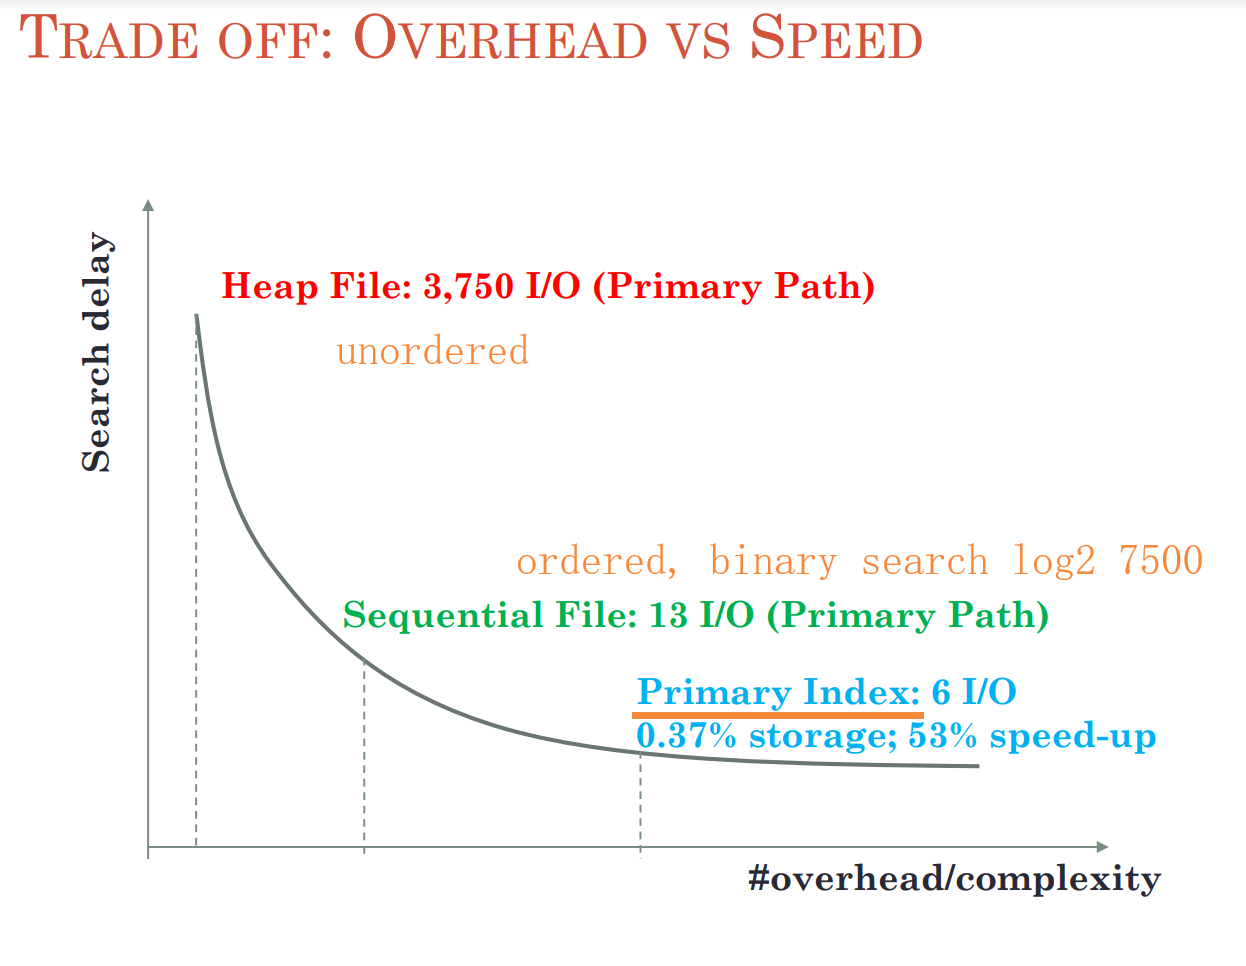 TRADE OFF: OVERHEAD VS SPEED
Search delay
Heap File: 3,750 I/O (Primary Path)
unordered
ordered, binary search log2 7500
Sequential File: 13 I/O (Primary Path)
Primary Index: 6 I/O
0.37% storage; 53% speed-up
#overhead/complexity